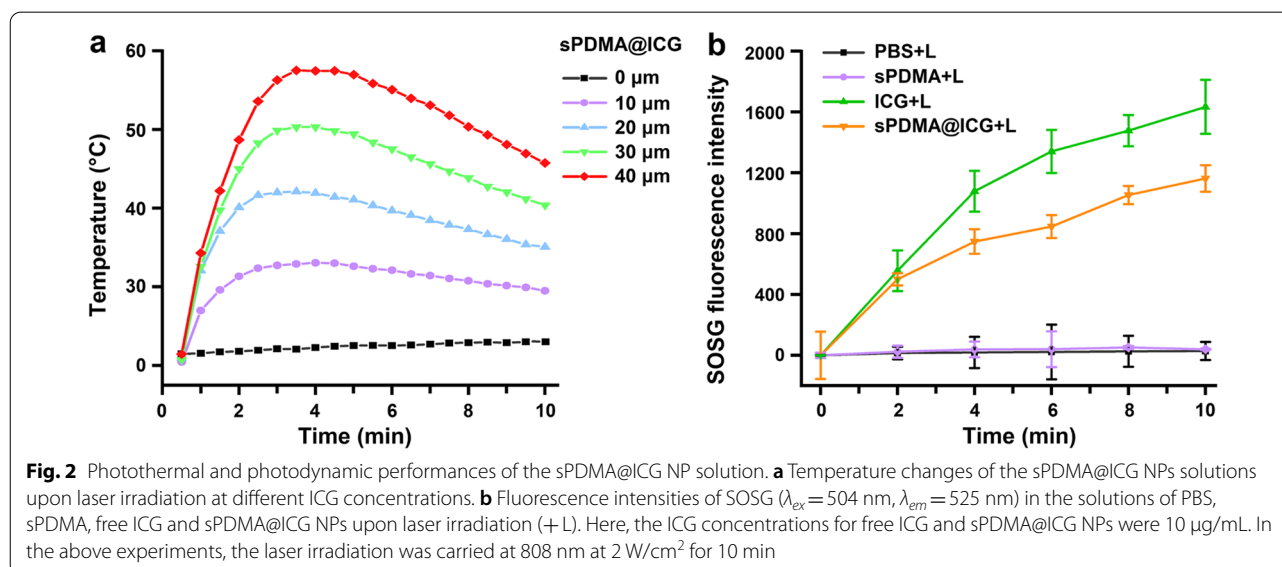 a
sPDMA@ICG
0 µm
10 µm
20 µm
30 µm
40 µm
Temperature (°C)
60
50
40
30
0
0
2
4
6
8
10
Time (min)
b
PBS+L
sPDMA+L
ICG+L
sPDMA@ICG+L
SOSG fluorescence intensity
2000
1600
1200
800
400
0
0
2
4
6
8
10
Time (min)
Fig. 2 Photothermal and photodynamic performances of the sPDMA@ICG NP solution. a Temperature changes of the sPDMA@ICG NPs solutions
upon laser irradiation at different ICG concentrations. b Fluorescence intensities of SOSG (λex = 504 nm, λem = 525 nm) in the solutions of PBS,
sPDMA, free ICG and sPDMA@ICG NPs upon laser irradiation (+ L). Here, the ICG concentrations for free ICG and sPDMA@ICG NPs were 10 µg/mL. In
the above experiments, the laser irradiation was carried at 808 nm at 2 W/cm² for 10 min